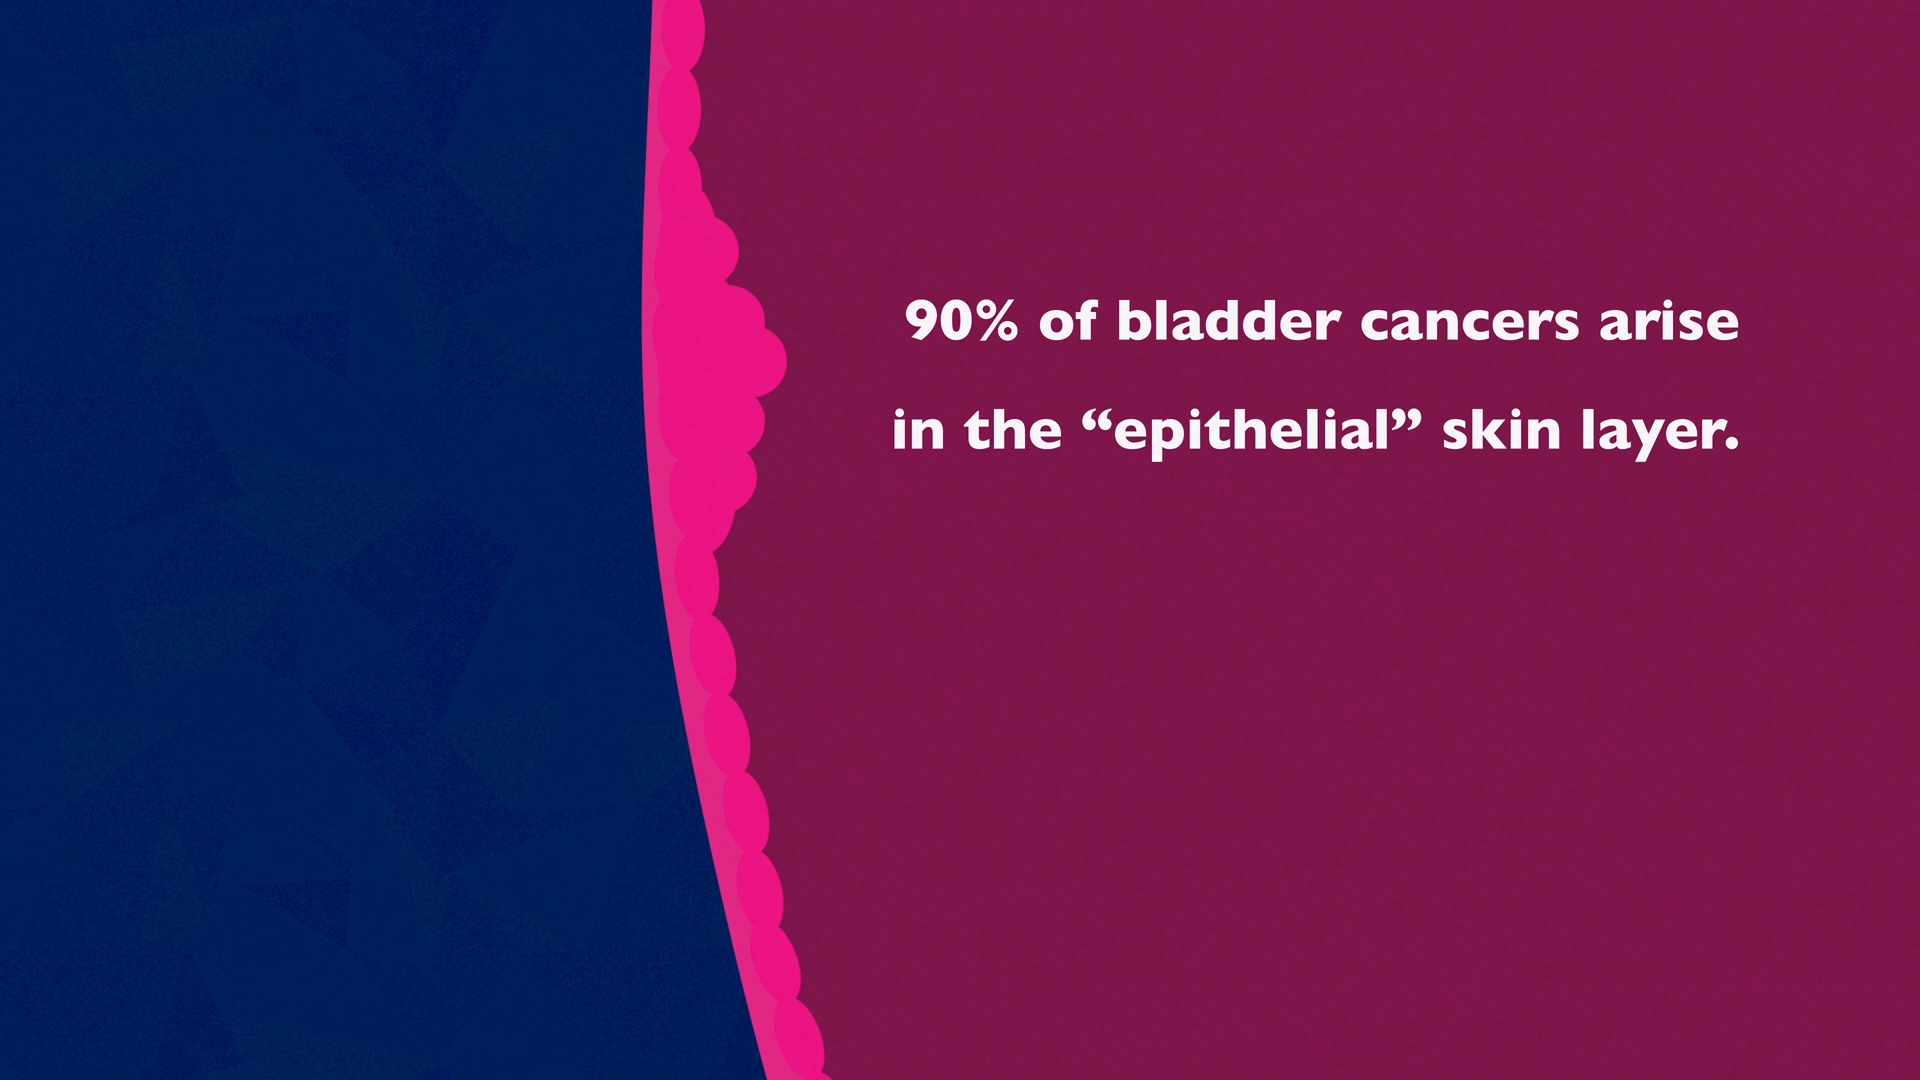 90% of bladder cancers arise
in the “epithelial” skin layer.